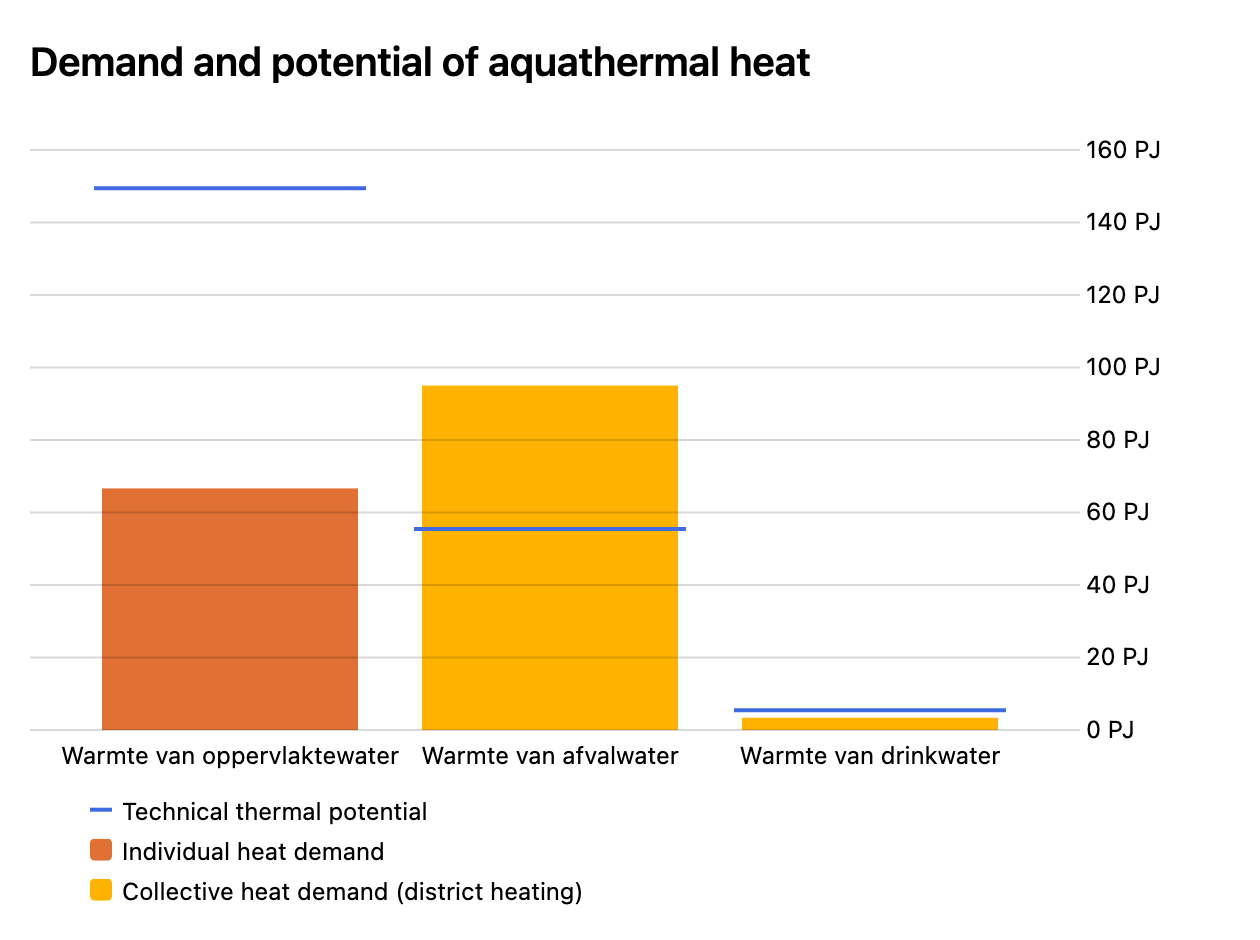 Demand and potential of aquathermal heat
160 PJ
140 PJ
120 PJ
100 PJ
80 PJ
60 PJ
40 PJ
20 PJ
0 PJ
Warmte van oppervlaktewater
Warmte van afvalwater
Warmte van drinkwater
Technical thermal potential
Individual heat demand
Collective heat demand (district heating)